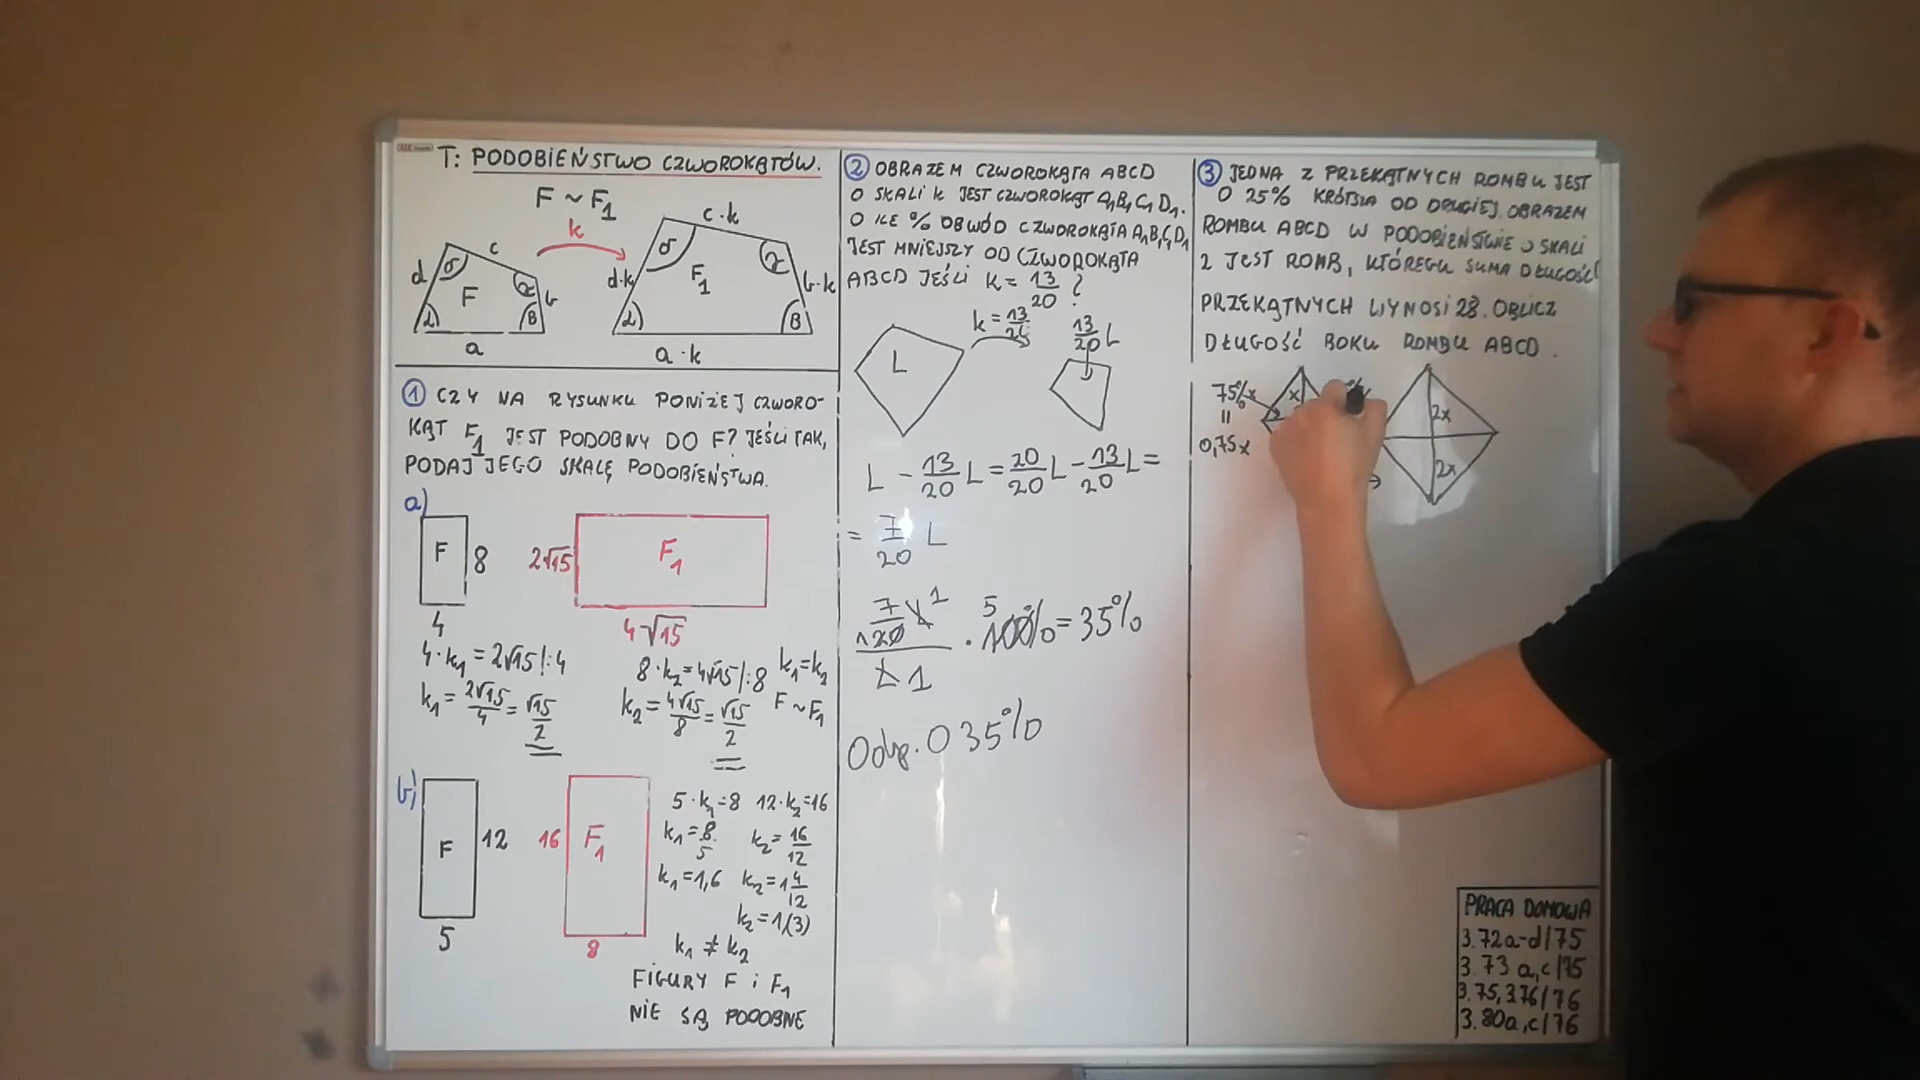 T: PODOBIEŃSTWO CZWOROKĄTÓW.
F ~ F₁
k
d
c
b
a
F
α
β
γ
δ
d·k
c·k
b·k
a·k
F₁
α
β
γ
δ
① CZY NA RYSUNKU PONIŻEJ CZWORO-
KĄT F₁ JEST PODOBNY DO F? JEŚLI TAK,
PODAJ JEGO SKALĘ PODOBIEŃSTWA.
a)
F
8
4
2√15
F₁
4√15
4·k₁=2√15/:4
k₁=2√15/4=√15/2
8·k₂=4√15/:8
k₂=4√15/8=√15/2
k₁=k₂
F~F₁
b)
F
12
5
16
F₁
8
5·k₁=8
12·k₂=16
k₁=8/5
k₂=16/12
k₁=1,6
k₂=1 4/12
k₂=1,(3)
k₁≠k₂
FIGURY F i F₁
NIE SĄ PODOBNE
② OBRAZEM CZWOROKĄTA ABCD
O SKALI k JEST CZWOROKĄT A₁B₁C₁D₁.
O ILE % OBWÓD CZWOROKĄTA A₁B₁C₁D₁
JEST MNIEJSZY OD CZWOROKĄTA
ABCD JEŚLI K=13/20?
L
k=13/20
13/20 L
L - 13/20 L = 20/20 L - 13/20 L =
= 7/20 L
7/20 L / L · 100% = 35%
Odp. O 35%
③ JEDNA Z PRZEKĄTNYCH ROMBU JEST
O 25% KRÓTSZA OD DRUGIEJ. OBRAZEM
ROMBU ABCD W PODOBIEŃSTWIE O SKALI
2 JEST ROMB, KTÓREGO SUMA DŁUGOŚCI
PRZEKĄTNYCH WYNOSI 28. OBLICZ
DŁUGOŚĆ BOKU ROMBU ABCD.
75%x
=
0,75x
x
2x
2x
PRACA DOMOWA
3.72a-d/75
3.73 a,c/75
3.75, 3.76/76
3.80a,c/76